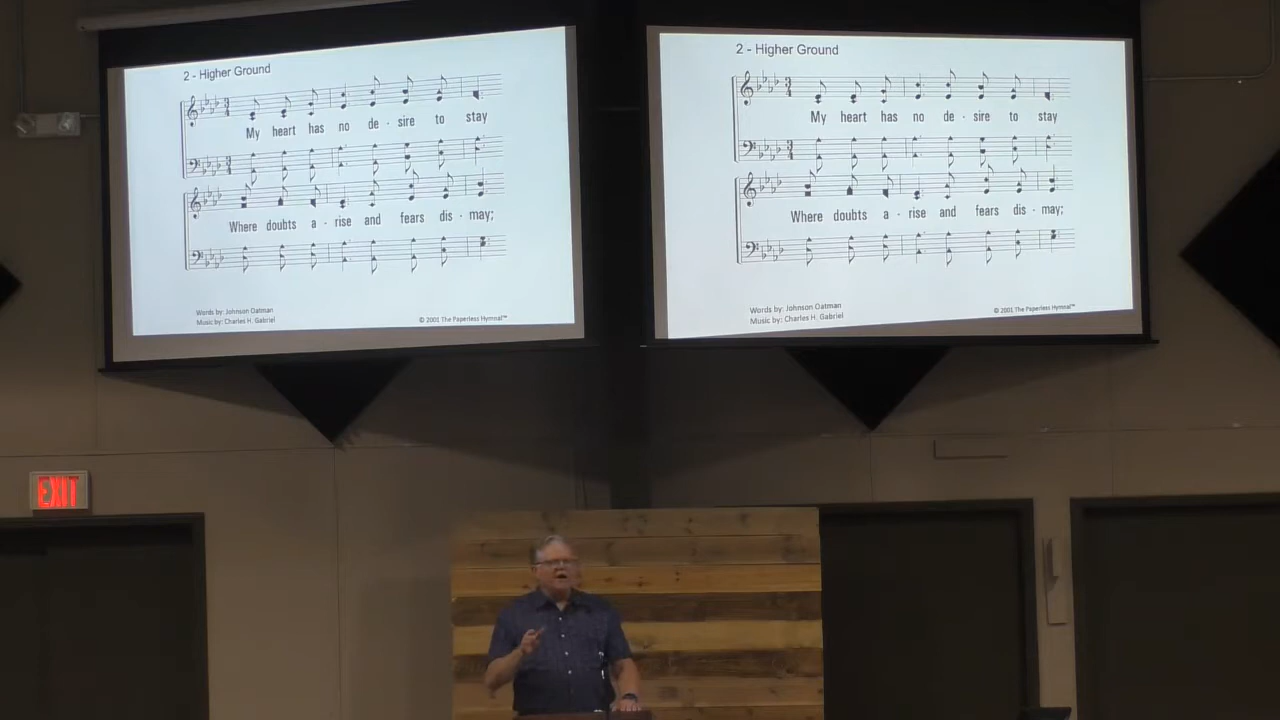 2 - Higher Ground
My heart has no de - sire to stay
Where doubts a - rise and fears dis - may;
Words by: Johnson Oatman
Music by: Charles H. Gabriel
© 2001 The Paperless Hymnal™
2 - Higher Ground
My heart has no de - sire to stay
Where doubts a - rise and fears dis - may;
Words by: Johnson Oatman
Music by: Charles H. Gabriel
© 2001 The Paperless Hymnal™
EXIT